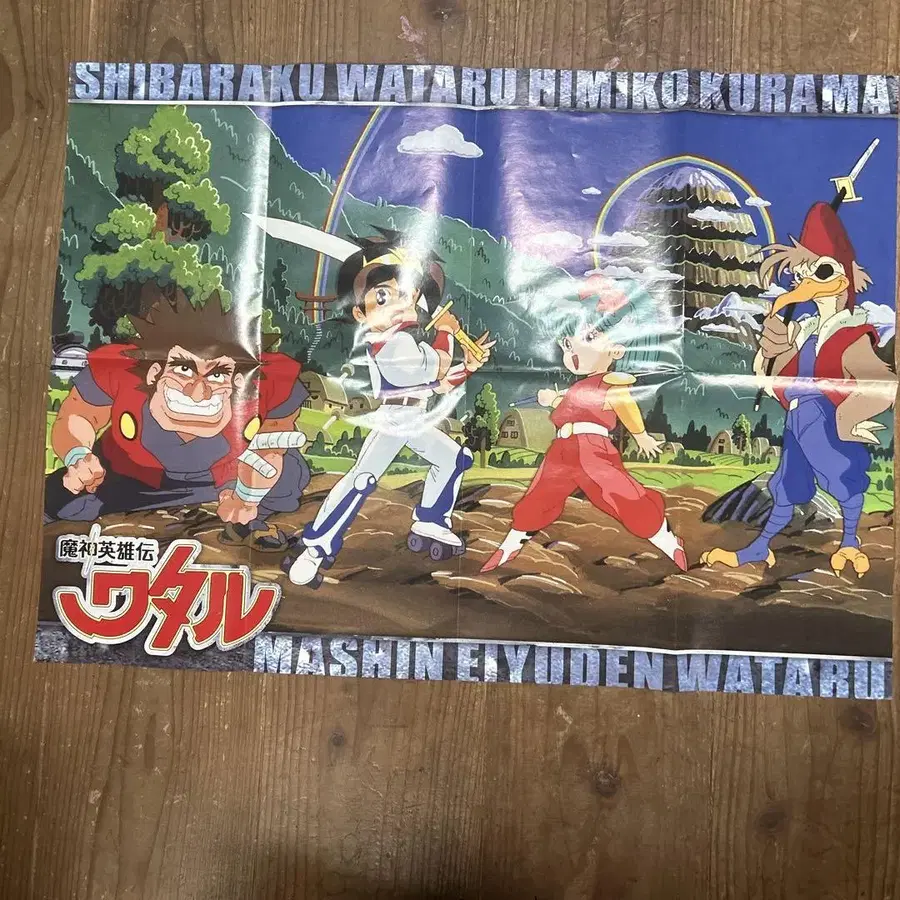 SHIBARAKU WATARU HIMIKO KURAMA
魔神英雄伝
ワタル
MASHIN EIYUDEN WATARU